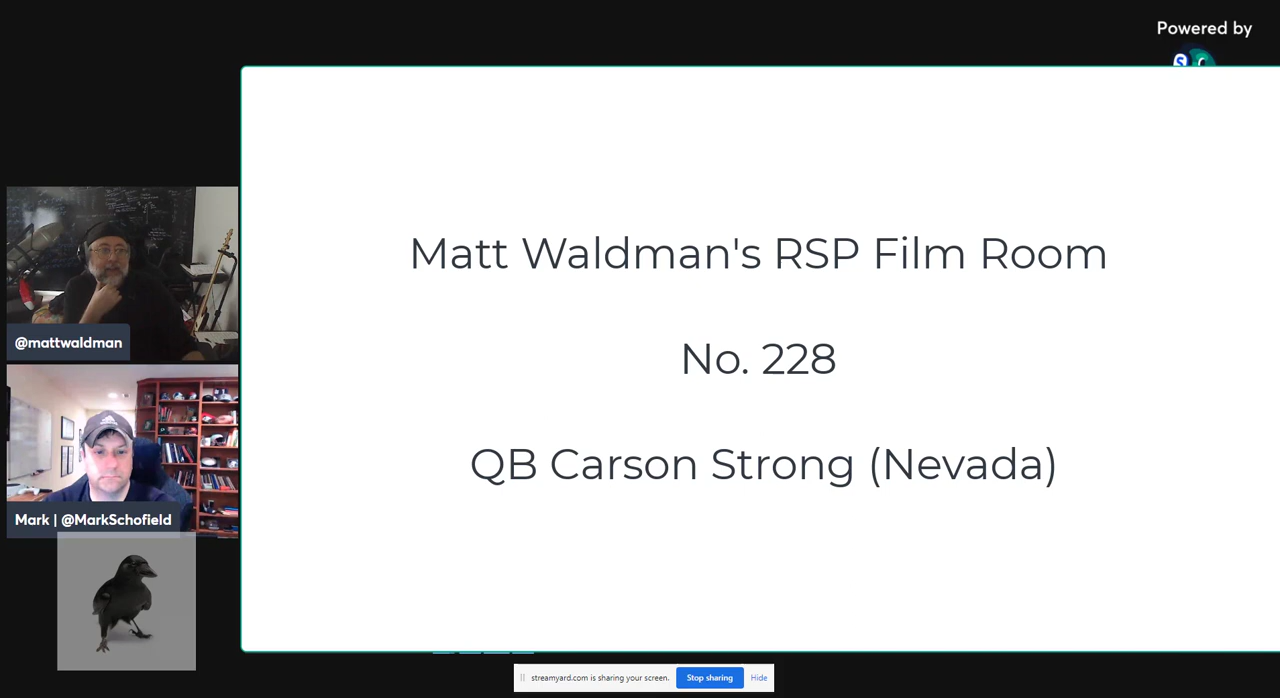 Powered by
S
@mattwaldman
Mark | @MarkSchofield
Matt Waldman's RSP Film Room
No. 228
QB Carson Strong (Nevada)
streamyard.com is sharing your screen.
Stop sharing
Hide